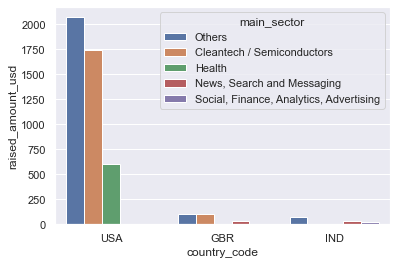 main_sector
Others
Cleantech / Semiconductors
Health
News, Search and Messaging
Social, Finance, Analytics, Advertising
raised_amount_usd
2000
1750
1500
1250
1000
750
500
250
0
USA
GBR
IND
country_code